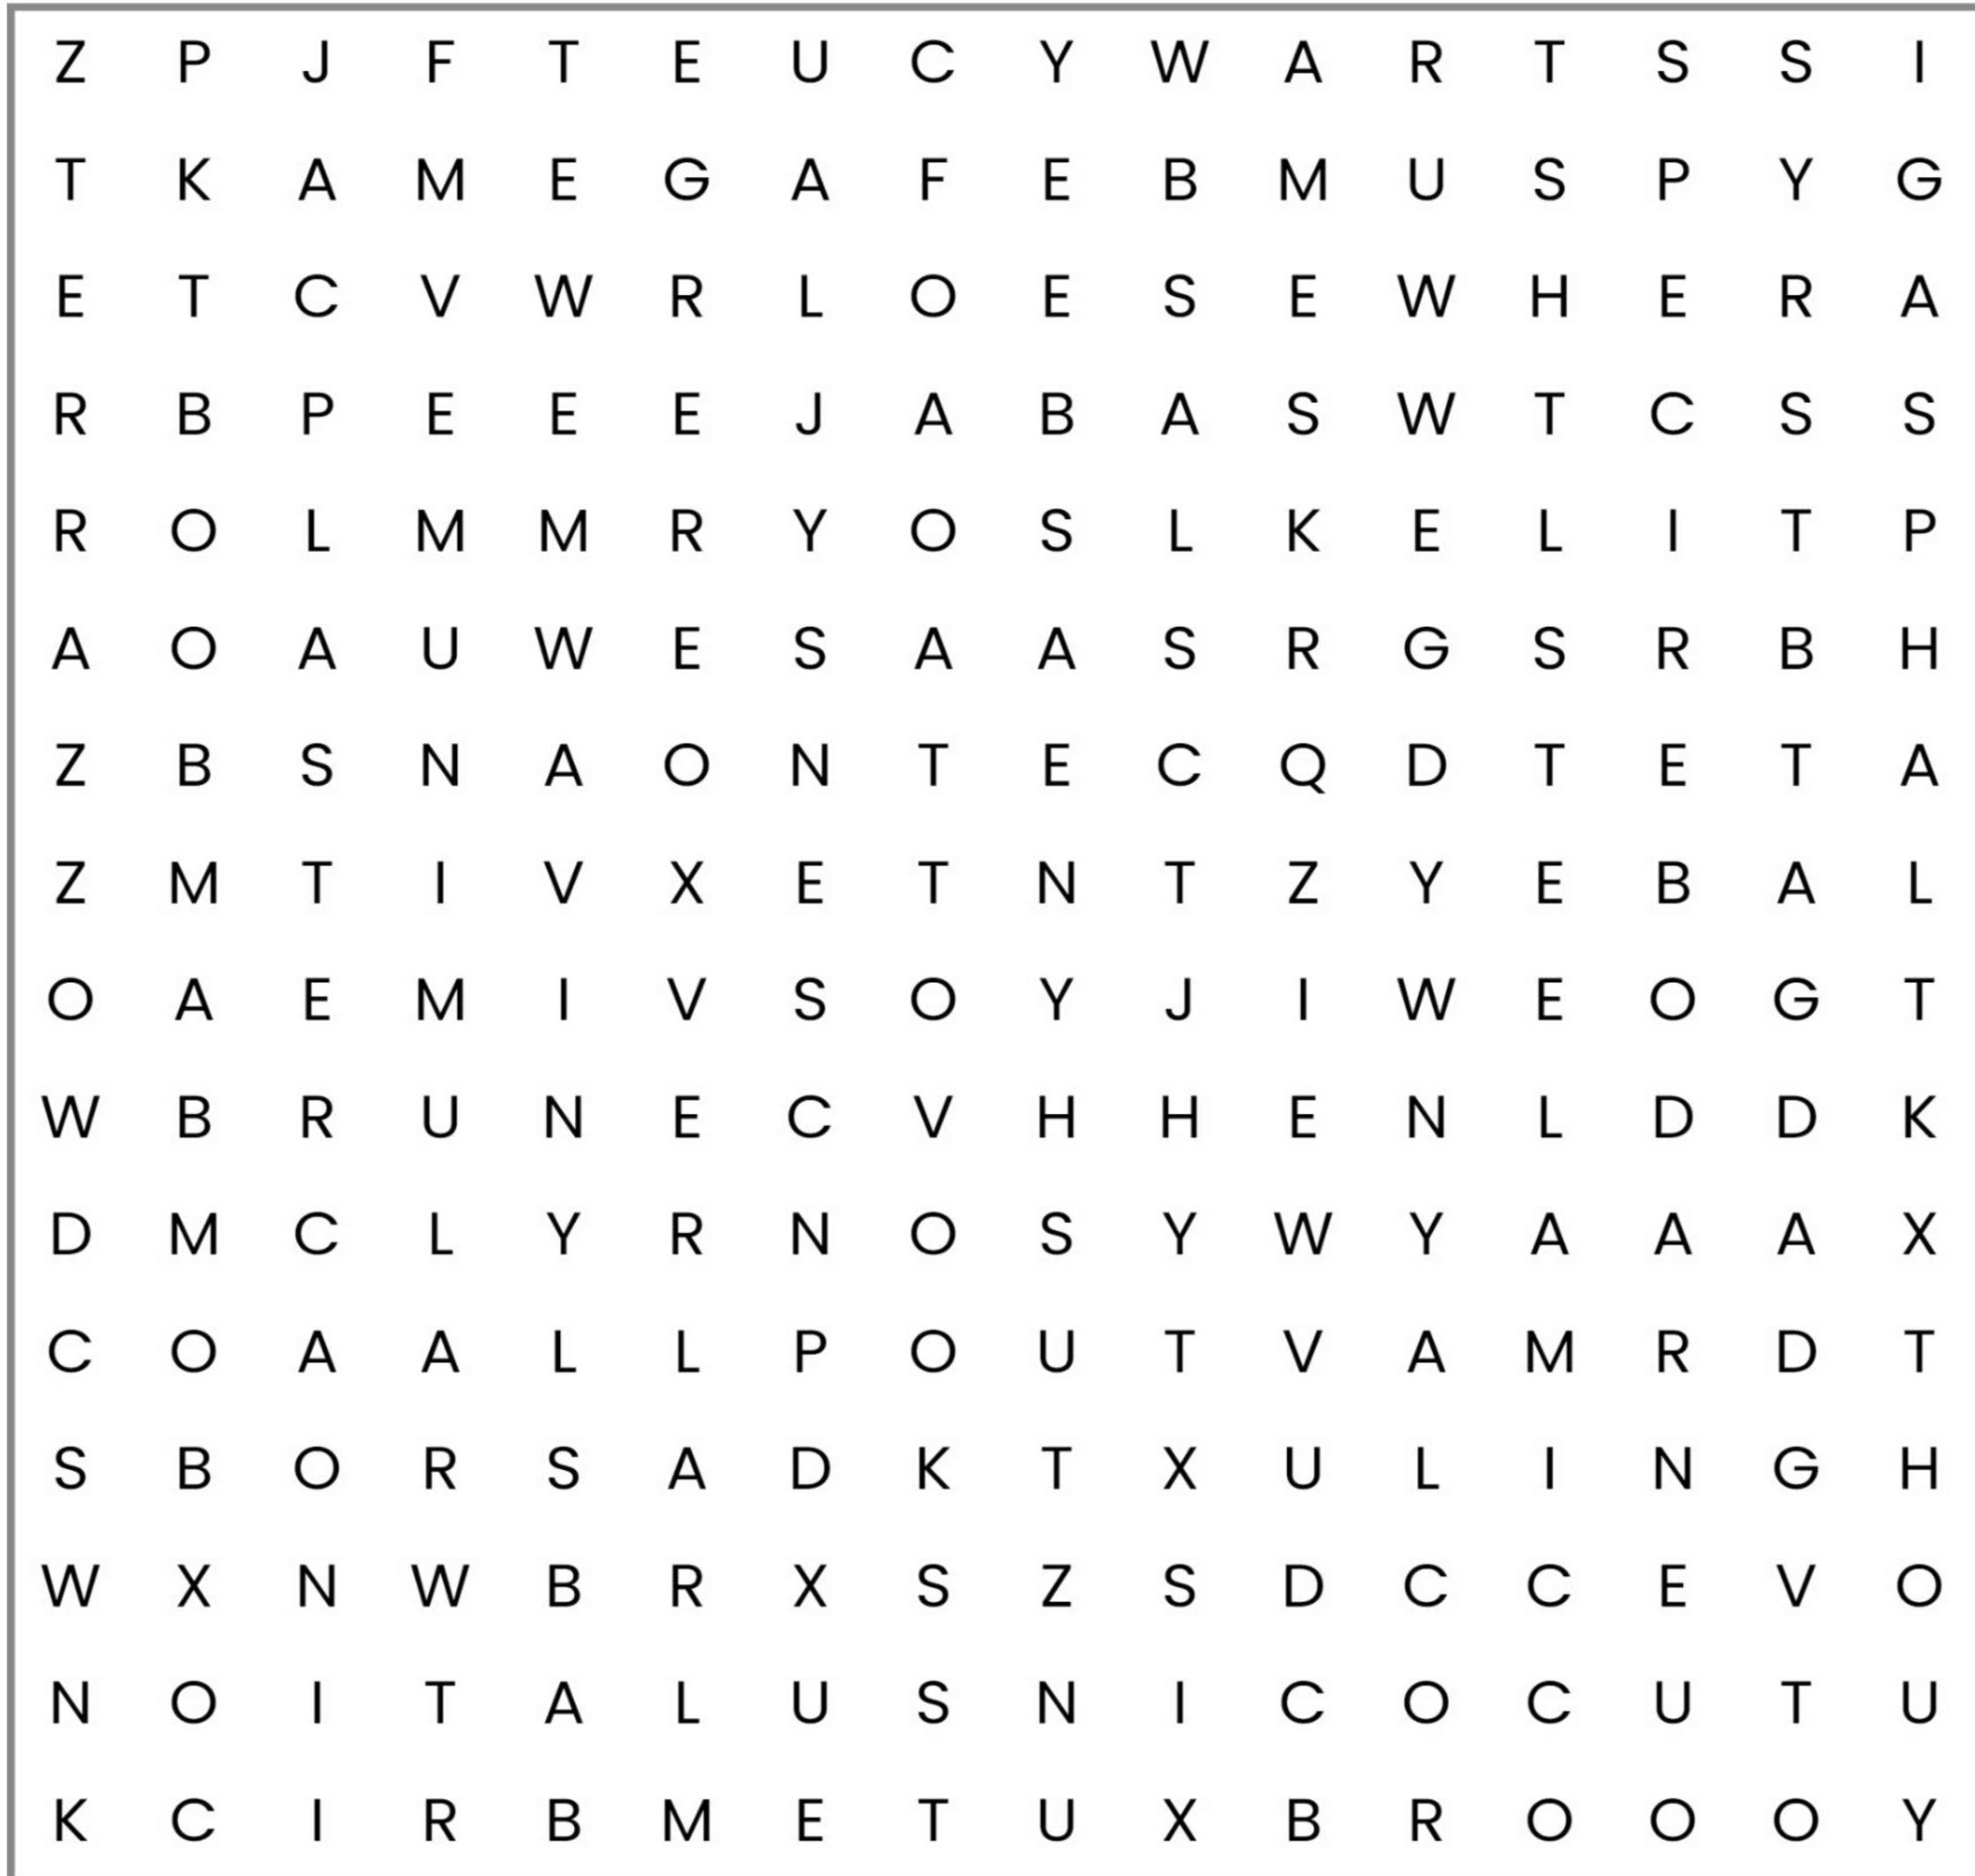 Z P J F T E U C Y W A R T S S I
T K A M E G A F E B M U S P Y G
E T C V W R L O E S E W H E R A
R B P E E E J A B A S W T C S S
R O L M M R Y O S L K E L I T P
A O A U W E S A A S R G S R B H
Z B S N A O N T E C Q D T E T A
Z M T I V X E T N T Z Y E B A L
O A E M I V S O Y J I W E O G T
W B R U N E C V H H E N L D D K
D M C L Y R N O S Y W Y A A A X
C O A A L L P O U T V A M R D T
S B O R S A D K T X U L I N G H
W X N W B R X S Z S D C C E V O
N O I T A L U S N I C O C U T U
K C I R B M E T U X B R O O O Y